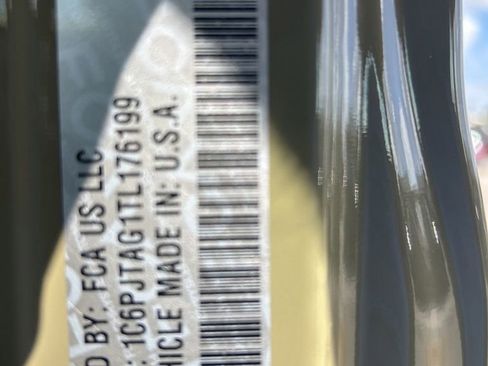 D BY: FCA US LLC
: 1C6PJTAG1TL176199
HICLE MADE IN: U.S.A.